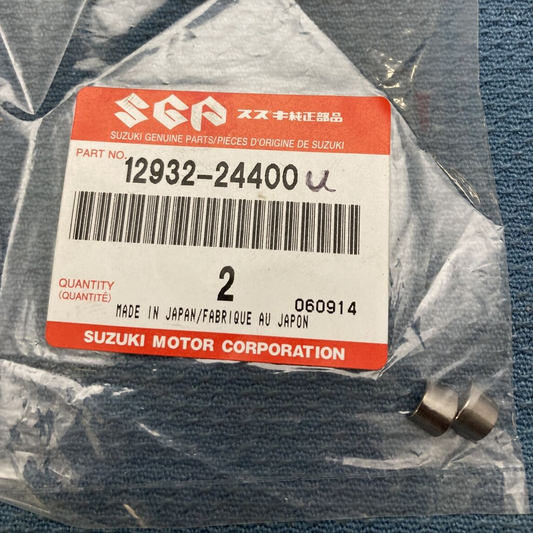 SGP スズキ純正部品
SUZUKI GENUINE PARTS/PIÈCES D'ORIGINE DE SUZUKI
PART NO. 12932-24400 u
QUANTITY 2
(QUANTITÉ) 060914
MADE IN JAPAN/FABRIQUE AU JAPON
SUZUKI MOTOR CORPORATION